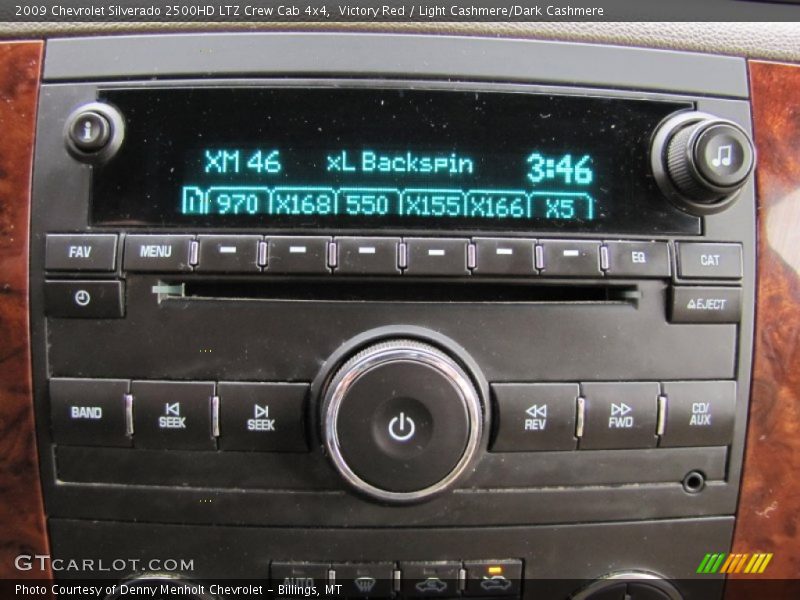 2009 Chevrolet Silverado 2500HD LTZ Crew Cab 4x4, Victory Red / Light Cashmere/Dark Cashmere
i
XM 46 xL Backspin 3:46
970 X168 550 X155 X166 X5
FAV MENU EQ CAT
EJECT
BAND SEEK SEEK REV FWD CD/AUX
AUTO
GTCARLOT.COM
Photo Courtesy of Denny Menholt Chevrolet - Billings, MT